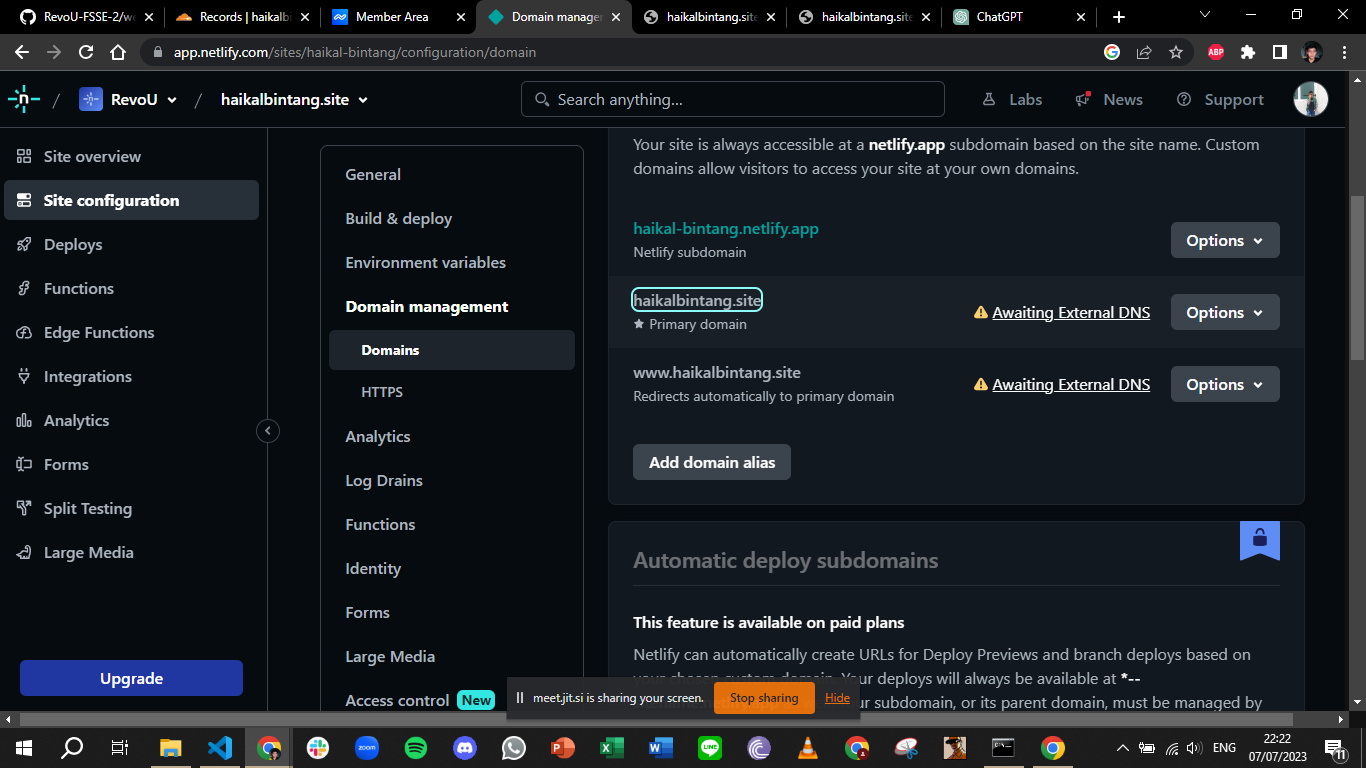 RevoU-FSSE-2/we
Records | haikalbi
Member Area
Domain manager
haikalbintang.site
haikalbintang.site
ChatGPT
app.netlify.com/sites/haikal-bintang/configuration/domain
ABP
RevoU / haikalbintang.site
Search anything...
Labs
News
Support
Site overview
Site configuration
Deploys
Functions
Edge Functions
Integrations
Analytics
Forms
Split Testing
Large Media
Upgrade
General
Build & deploy
Environment variables
Domain management
Domains
HTTPS
Analytics
Log Drains
Functions
Identity
Forms
Large Media
Access control New
Your site is always accessible at a netlify.app subdomain based on the site name. Custom
domains allow visitors to access your site at your own domains.
haikal-bintang.netlify.app
Netlify subdomain
Options
haikalbintang.site
Primary domain
Awaiting External DNS
Options
www.haikalbintang.site
Redirects automatically to primary domain
Awaiting External DNS
Options
Add domain alias
Automatic deploy subdomains
This feature is available on paid plans
Netlify can automatically create URLs for Deploy Previews and branch deploys based on
your chosen custom domain. Your deploys will always be available at *--
ur subdomain, or its parent domain, must be managed by
meet.jit.si is sharing your screen.
Stop sharing
Hide
zoom
LINE
ENG
22:22
07/07/2023
11